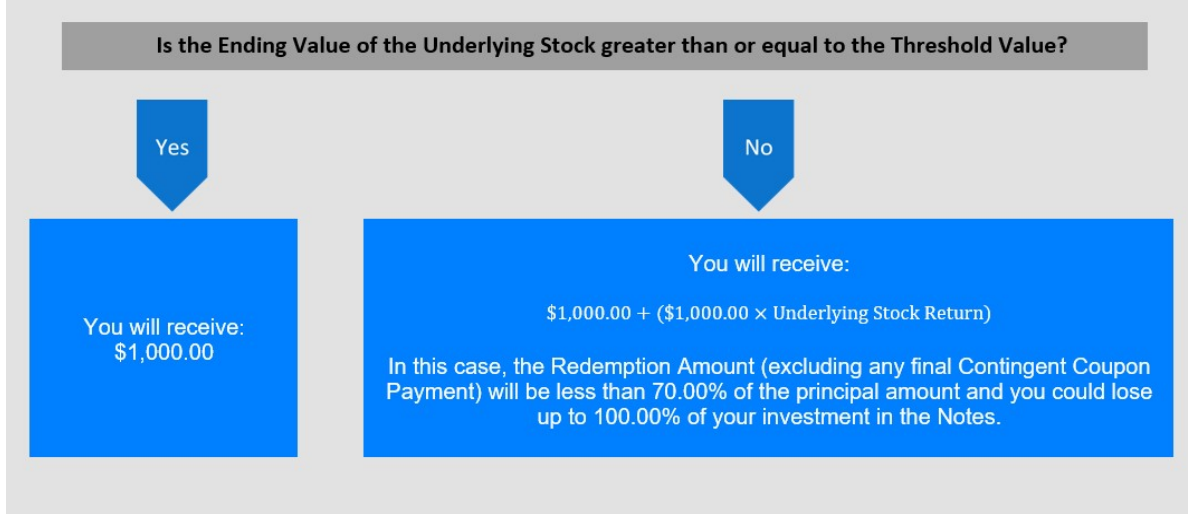 Is the Ending Value of the Underlying Stock greater than or equal to the Threshold Value?
Yes
No
You will receive:
$1,000.00
You will receive:
$1,000.00 + ($1,000.00 × Underlying Stock Return)
In this case, the Redemption Amount (excluding any final Contingent Coupon
Payment) will be less than 70.00% of the principal amount and you could lose
up to 100.00% of your investment in the Notes.